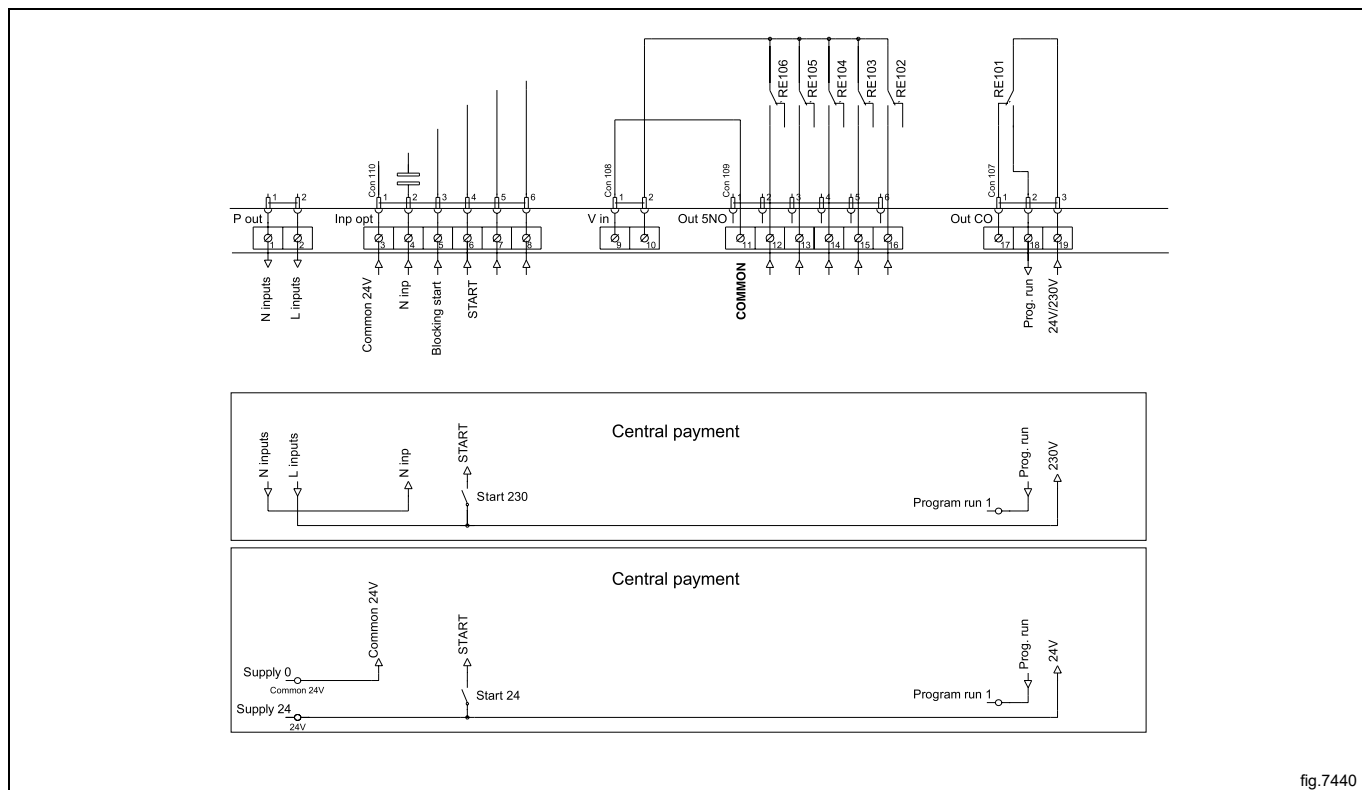 RE106
RE105
RE104
RE103
RE102
RE101
Con 110
Con 108
Con 109
Con 107
1 2
1 2 3 4 5 6
1 2
1 2 3 4 5 6
1 2 3
P out
Inp opt
V in
Out 5NO
Out CO
1 2
3 4 5 6 7 8
9 10
11 12 13 14 15 16
17 18 19
N inputs
L inputs
Common 24V
N inp
Blocking start
START
COMMON
Prog. run
24V/230V
Central payment
N inputs
L inputs
N inp
START
Start 230
Program run 1
Prog. run
230V
Central payment
Common 24V
START
Prog. run
24V
Supply 0
Common 24V
Start 24
Program run 1
Supply 24
24V
fig.7440